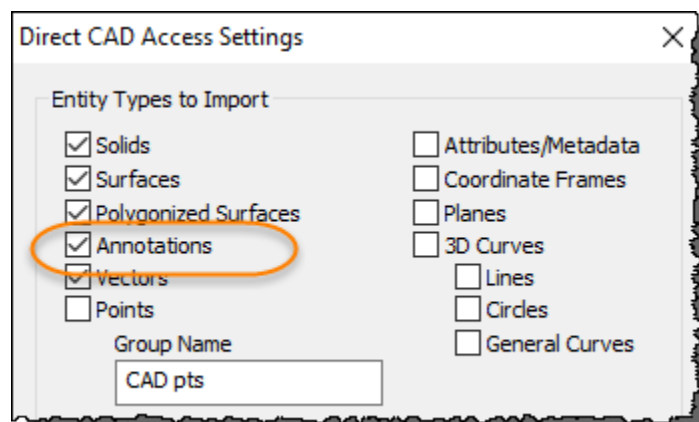 Direct CAD Access Settings
Entity Types to Import
Solids
Surfaces
Polygonized Surfaces
Annotations
Vectors
Points
Group Name
CAD pts
Attributes/Metadata
Coordinate Frames
Planes
3D Curves
Lines
Circles
General Curves